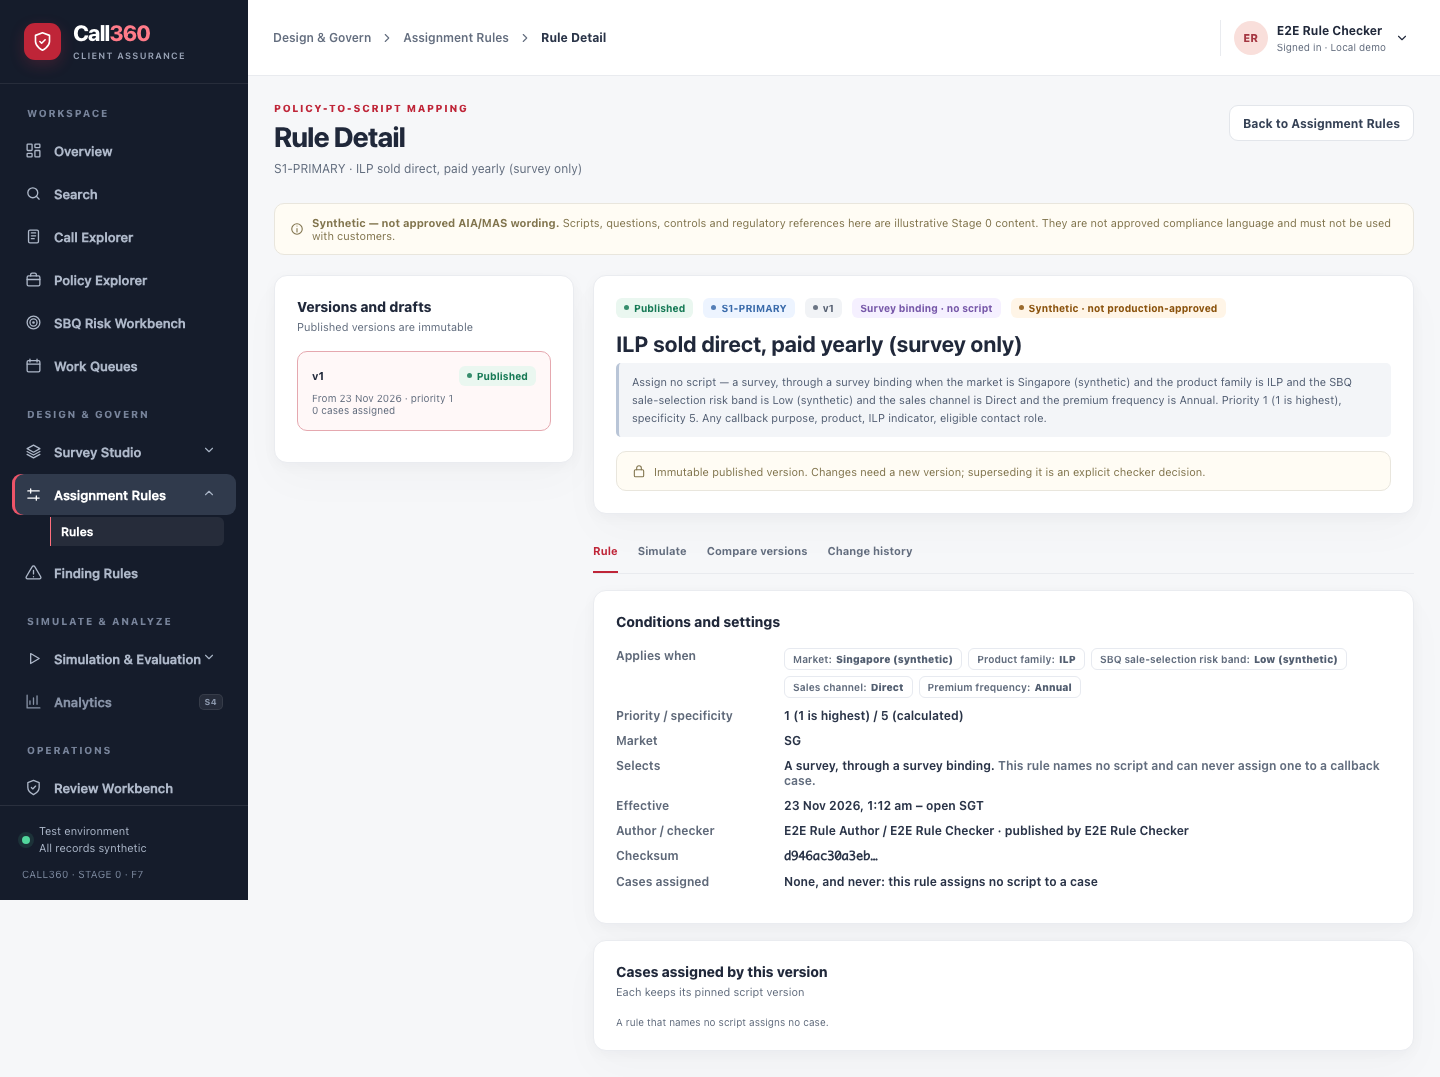 Call360
CLIENT ASSURANCE
WORKSPACE
Overview
Search
Call Explorer
Policy Explorer
SBQ Risk Workbench
Work Queues
DESIGN & GOVERN
Survey Studio
Assignment Rules
Rules
Finding Rules
SIMULATE & ANALYZE
Simulation & Evaluation
Analytics
S4
OPERATIONS
Review Workbench
Test environment
All records synthetic
CALL360 · STAGE 0 · F7
Design & Govern > Assignment Rules > Rule Detail
ER
E2E Rule Checker
Signed in · Local demo
POLICY-TO-SCRIPT MAPPING
Rule Detail
S1-PRIMARY · ILP sold direct, paid yearly (survey only)
Back to Assignment Rules
Synthetic — not approved AIA/MAS wording. Scripts, questions, controls and regulatory references here are illustrative Stage 0 content. They are not approved compliance language and must not be used
with customers.
Versions and drafts
Published versions are immutable
v1
Published
From 23 Nov 2026 · priority 1
0 cases assigned
Published
S1-PRIMARY
v1
Survey binding · no script
Synthetic · not production-approved
ILP sold direct, paid yearly (survey only)
Assign no script — a survey, through a survey binding when the market is Singapore (synthetic) and the product family is ILP and the SBQ
sale-selection risk band is Low (synthetic) and the sales channel is Direct and the premium frequency is Annual. Priority 1 (1 is highest),
specificity 5. Any callback purpose, product, ILP indicator, eligible contact role.
Immutable published version. Changes need a new version; superseding it is an explicit checker decision.
Rule
Simulate
Compare versions
Change history
Conditions and settings
Applies when
Market: Singapore (synthetic)
Product family: ILP
SBQ sale-selection risk band: Low (synthetic)
Sales channel: Direct
Premium frequency: Annual
Priority / specificity
1 (1 is highest) / 5 (calculated)
Market
SG
Selects
A survey, through a survey binding. This rule names no script and can never assign one to a callback
case.
Effective
23 Nov 2026, 1:12 am – open SGT
Author / checker
E2E Rule Author / E2E Rule Checker · published by E2E Rule Checker
Checksum
d946ac30a3eb…
Cases assigned
None, and never: this rule assigns no script to a case
Cases assigned by this version
Each keeps its pinned script version
A rule that names no script assigns no case.